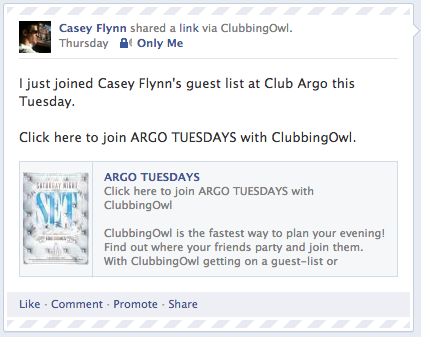 Casey Flynn shared a link via ClubbingOwl.
Thursday Only Me
I just joined Casey Flynn's guest list at Club Argo this
Tuesday.
Click here to join ARGO TUESDAYS with ClubbingOwl.
SATURDAY NIGHT
SET
ARGO TUESDAYS
Click here to join ARGO TUESDAYS with
ClubbingOwl
ClubbingOwl is the fastest way to plan your evening!
Find out where your friends party and join them.
With ClubbingOwl getting on a guest-list or
Like · Comment · Promote · Share